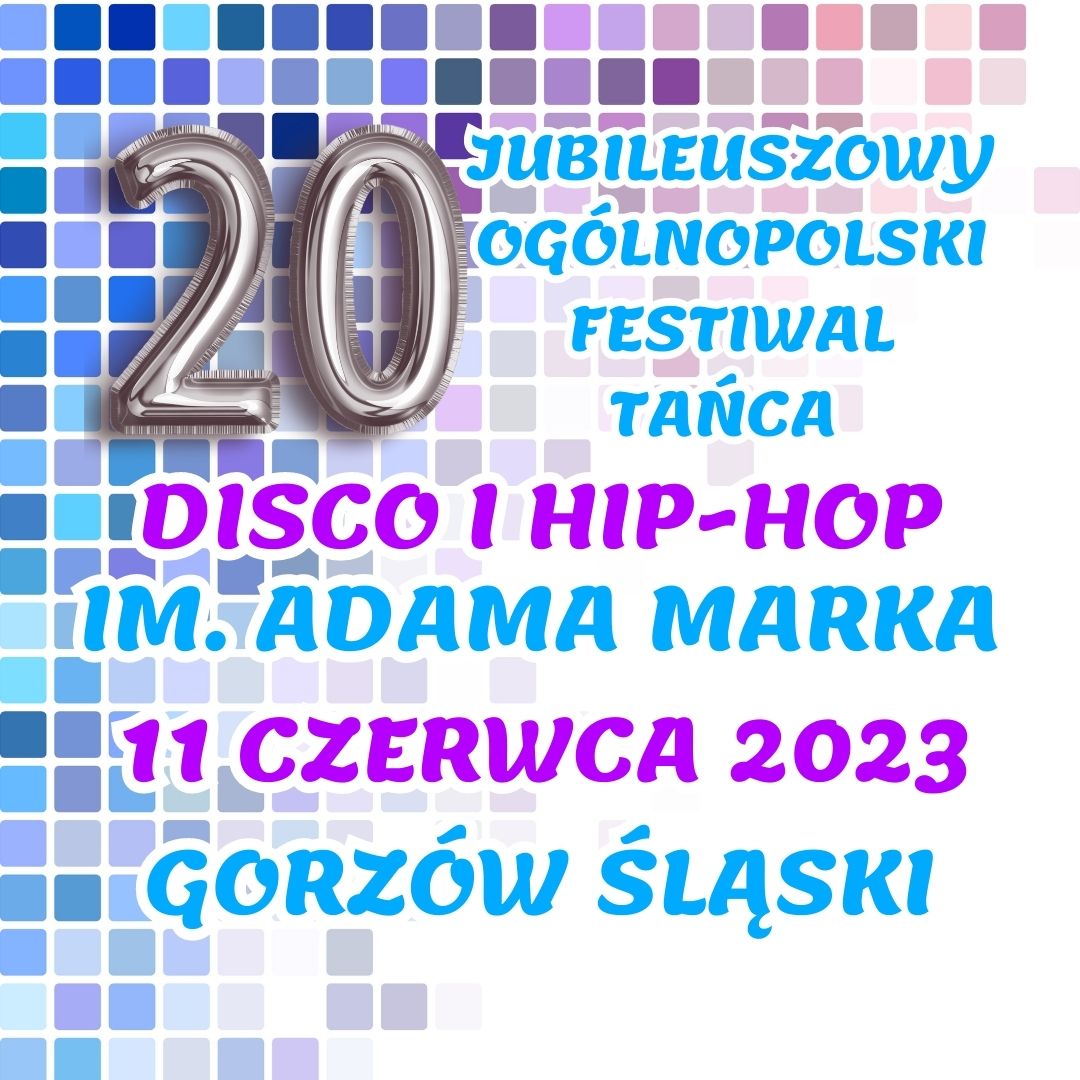 20
JUBILEUSZOWY
OGÓLNOPOLSKI
FESTIWAL
TAŃCA
DISCO I HIP-HOP
IM. ADAMA MARKA
11 CZERWCA 2023
GORZÓW ŚLĄSKI